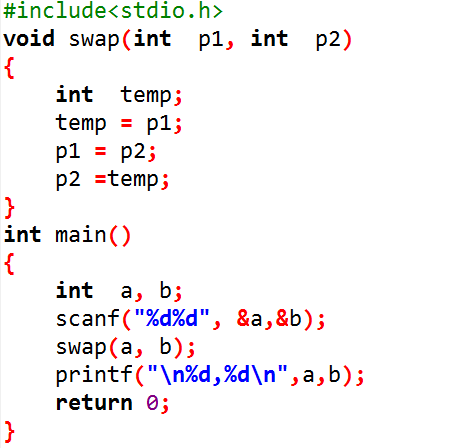 #include<stdio.h>
void swap(int  p1, int  p2)
{
    int  temp;
    temp = p1;
    p1 = p2;
    p2 =temp;
}
int main()
{
    int  a, b;
    scanf("%d%d", &a,&b);
    swap(a, b);
    printf("\n%d,%d\n",a,b);
    return 0;
}